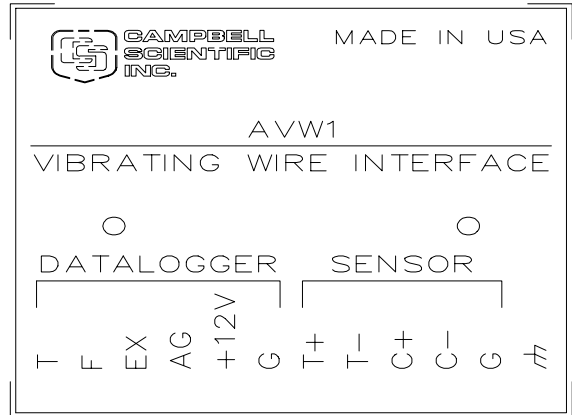 CAMPBELL
SCIENTIFIC
INC.
MADE IN USA
AVW1
VIBRATING WIRE INTERFACE
DATALOGGER SENSOR
T F EX AG +12V G T+ T- C+ C- G